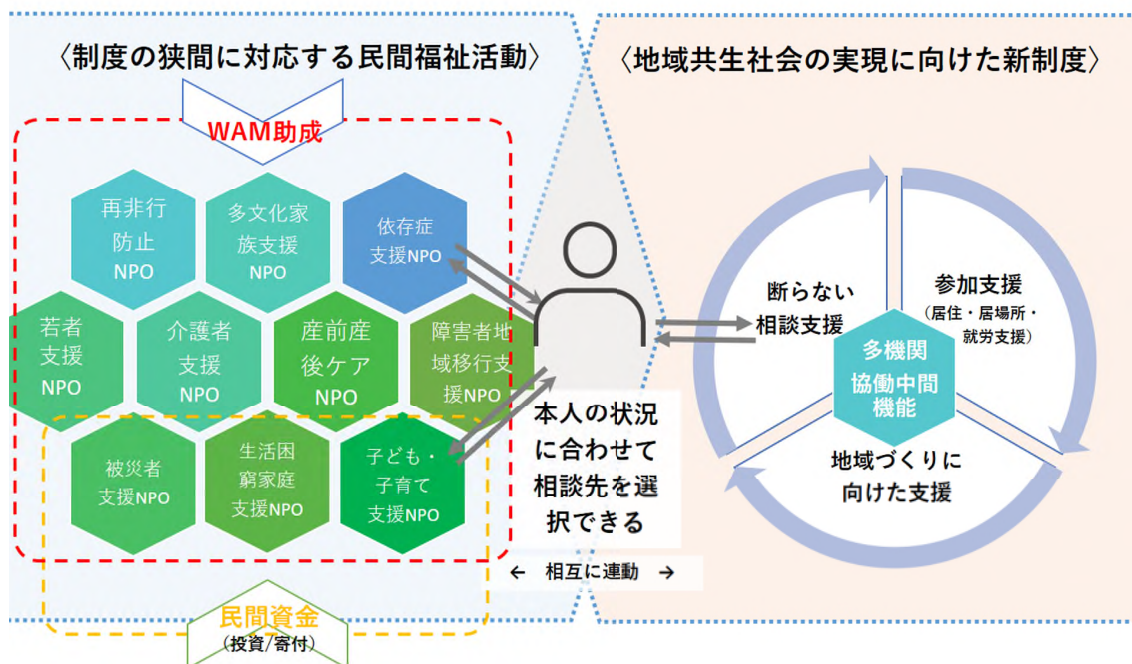 〈制度の狭間に対応する民間福祉活動〉
WAM助成
再非行
防止
NPO
多文化家
族支援
NPO
依存症
支援NPO
若者
支援
NPO
介護者
支援
NPO
産前産
後ケア
NPO
障害者地
域移行支
援NPO
被災者
支援NPO
生活困
窮家庭
支援NPO
子ども・
子育て
支援NPO
民間資金
(投資/寄付)
本人の状況
に合わせて
相談先を選
択できる
← 相互に連動 →
〈地域共生社会の実現に向けた新制度〉
断らない
相談支援
参加支援
(居住・居場所・
就労支援)
多機関
協働中間
機能
地域づくりに
向けた支援